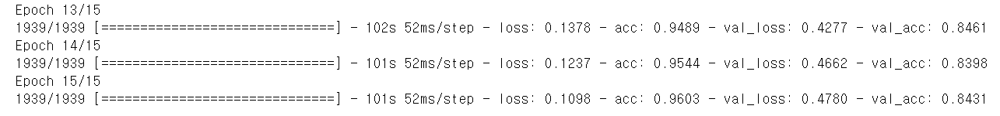 Epoch 13/15
1939/1939 [==============================] - 102s 52ms/step - loss: 0.1378 - acc: 0.9489 - val_loss: 0.4277 - val_acc: 0.8461
Epoch 14/15
1939/1939 [==============================] - 101s 52ms/step - loss: 0.1237 - acc: 0.9544 - val_loss: 0.4662 - val_acc: 0.8398
Epoch 15/15
1939/1939 [==============================] - 101s 52ms/step - loss: 0.1098 - acc: 0.9603 - val_loss: 0.4780 - val_acc: 0.8431